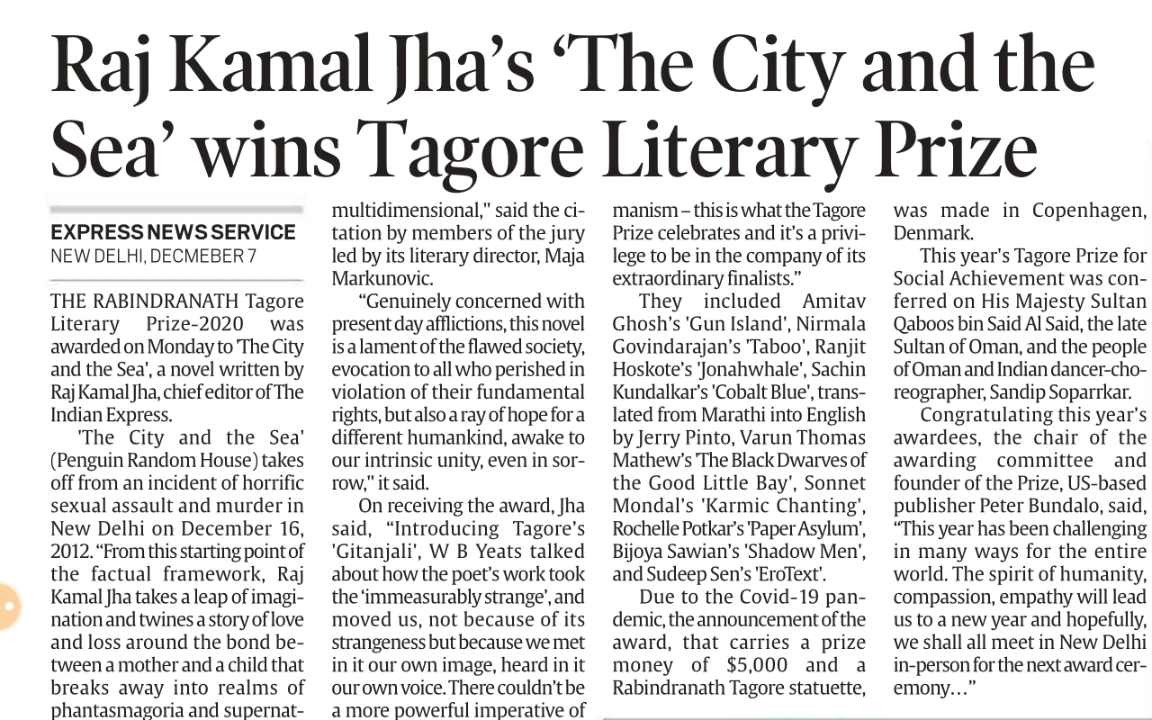 Raj Kamal Jha’s ‘The City and the
Sea’ wins Tagore Literary Prize
EXPRESS NEWS SERVICE
NEW DELHI, DECMEBER 7
THE RABINDRANATH Tagore
Literary Prize-2020 was
awarded on Monday to 'The City
and the Sea', a novel written by
Raj Kamal Jha, chief editor of The
Indian Express.
'The City and the Sea'
(Penguin Random House) takes
off from an incident of horrific
sexual assault and murder in
New Delhi on December 16,
2012. “From this starting point of
the factual framework, Raj
Kamal Jha takes a leap of imagi-
nation and twines a story of love
and loss around the bond be-
tween a mother and a child that
breaks away into realms of
phantasmagoria and supernat-
multidimensional," said the ci-
tation by members of the jury
led by its literary director, Maja
Markunovic.
“Genuinely concerned with
present day afflictions, this novel
is a lament of the flawed society,
evocation to all who perished in
violation of their fundamental
rights, but also a ray of hope for a
different humankind, awake to
our intrinsic unity, even in sor-
row," it said.
On receiving the award, Jha
said, “Introducing Tagore’s
'Gitanjali', W B Yeats talked
about how the poet’s work took
the ‘immeasurably strange’, and
moved us, not because of its
strangeness but because we met
in it our own image, heard in it
our own voice. There couldn’t be
a more powerful imperative of
manism – this is what the Tagore
Prize celebrates and it’s a privi-
lege to be in the company of its
extraordinary finalists.”
They included Amitav
Ghosh’s 'Gun Island', Nirmala
Govindarajan’s 'Taboo', Ranjit
Hoskote’s 'Jonahwhale', Sachin
Kundalkar’s 'Cobalt Blue', trans-
lated from Marathi into English
by Jerry Pinto, Varun Thomas
Mathew’s 'The Black Dwarves of
the Good Little Bay', Sonnet
Mondal’s 'Karmic Chanting',
Rochelle Potkar’s 'Paper Asylum',
Bijoya Sawian’s 'Shadow Men',
and Sudeep Sen’s 'EroText'.
Due to the Covid-19 pan-
demic, the announcement of the
award, that carries a prize
money of $5,000 and a
Rabindranath Tagore statuette,
was made in Copenhagen,
Denmark.
This year's Tagore Prize for
Social Achievement was con-
ferred on His Majesty Sultan
Qaboos bin Said Al Said, the late
Sultan of Oman, and the people
of Oman and Indian dancer-cho-
reographer, Sandip Soparrkar.
Congratulating this year’s
awardees, the chair of the
awarding committee and
founder of the Prize, US-based
publisher Peter Bundalo, said,
“This year has been challenging
in many ways for the entire
world. The spirit of humanity,
compassion, empathy will lead
us to a new year and hopefully,
we shall all meet in New Delhi
in-person for the next award cer-
emony…”